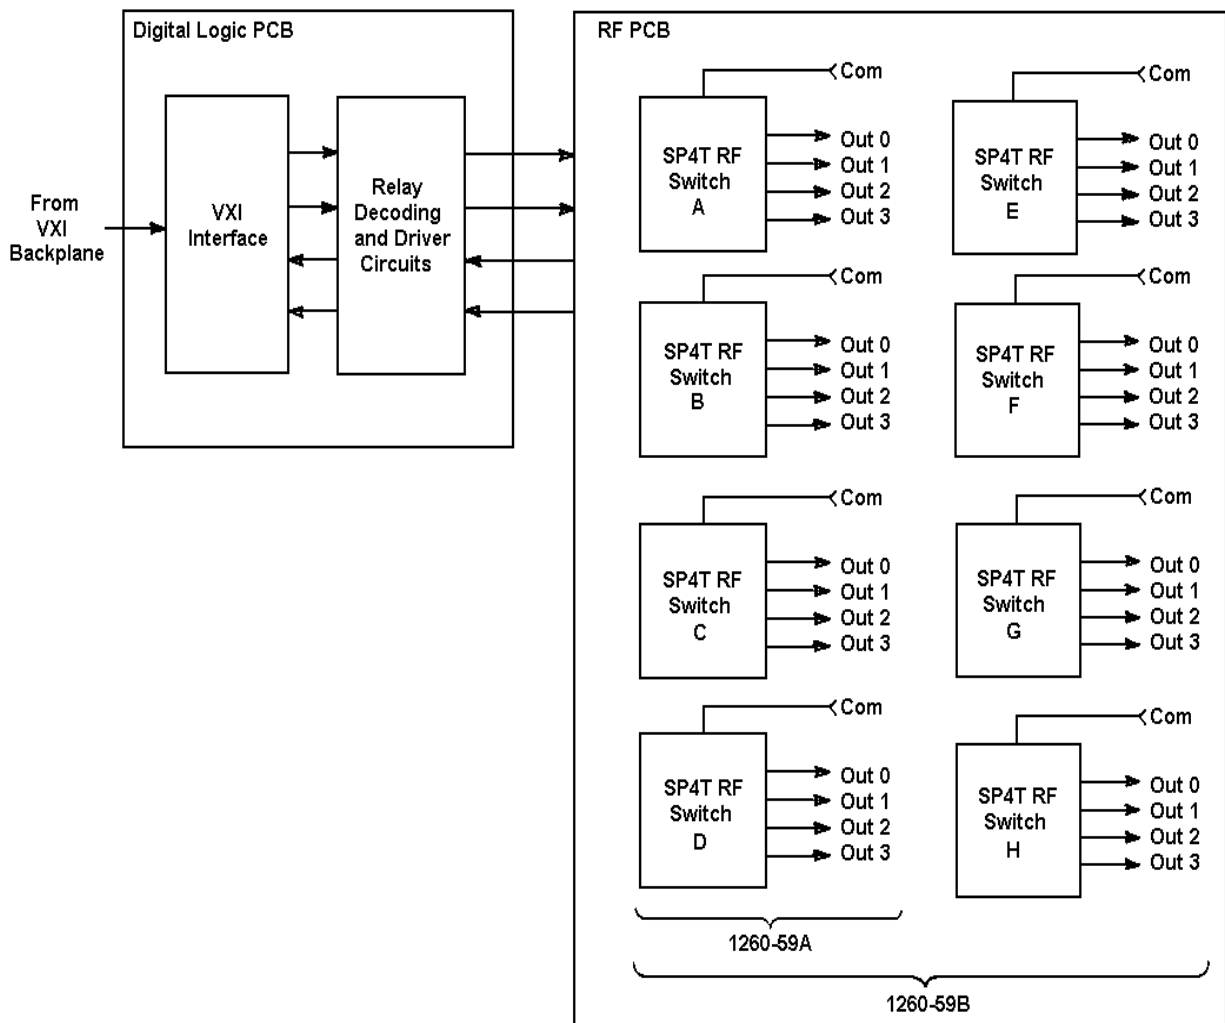 Digital Logic PCB
From
VXI
Backplane
VXI
Interface
Relay
Decoding
and Driver
Circuits
RF PCB
Com
SP4T RF
Switch
A
Out 0
Out 1
Out 2
Out 3
Com
SP4T RF
Switch
B
Out 0
Out 1
Out 2
Out 3
Com
SP4T RF
Switch
C
Out 0
Out 1
Out 2
Out 3
Com
SP4T RF
Switch
D
Out 0
Out 1
Out 2
Out 3
Com
SP4T RF
Switch
E
Out 0
Out 1
Out 2
Out 3
Com
SP4T RF
Switch
F
Out 0
Out 1
Out 2
Out 3
Com
SP4T RF
Switch
G
Out 0
Out 1
Out 2
Out 3
Com
SP4T RF
Switch
H
Out 0
Out 1
Out 2
Out 3
1260-59A
1260-59B